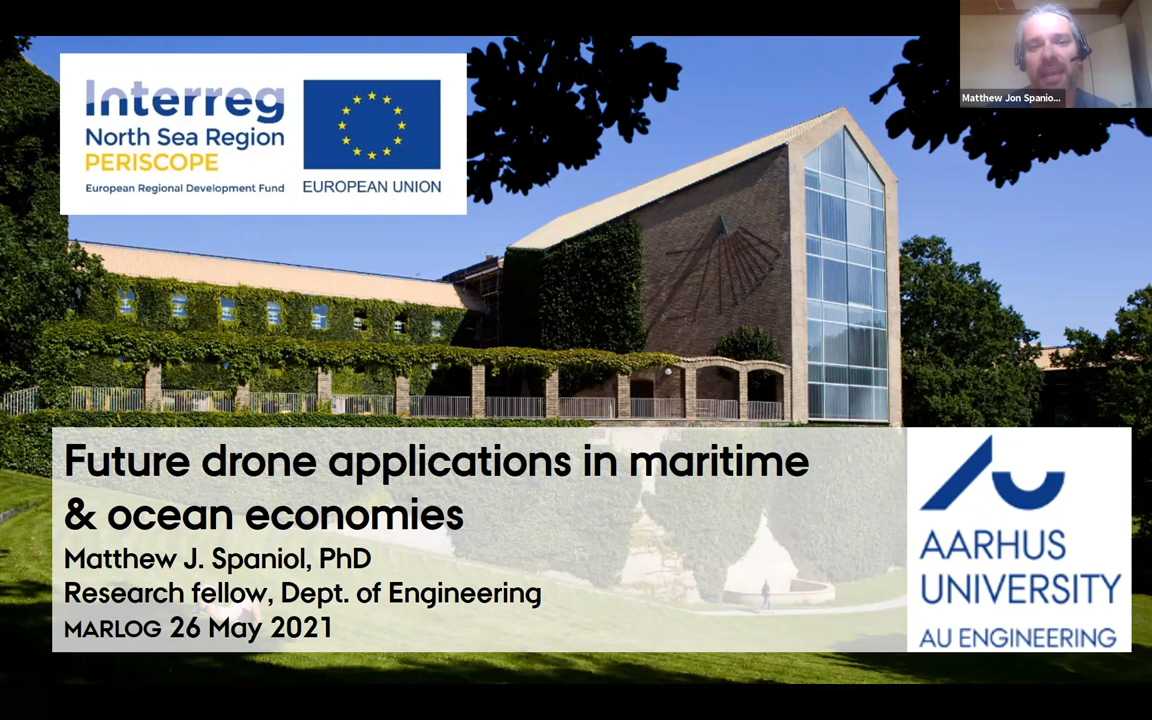 Interreg
North Sea Region
PERISCOPE
European Regional Development Fund
EUROPEAN UNION
Matthew Jon Spanio...
Future drone applications in maritime
& ocean economies
Matthew J. Spaniol, PhD
Research fellow, Dept. of Engineering
MARLOG 26 May 2021
AARHUS
UNIVERSITY
AU ENGINEERING